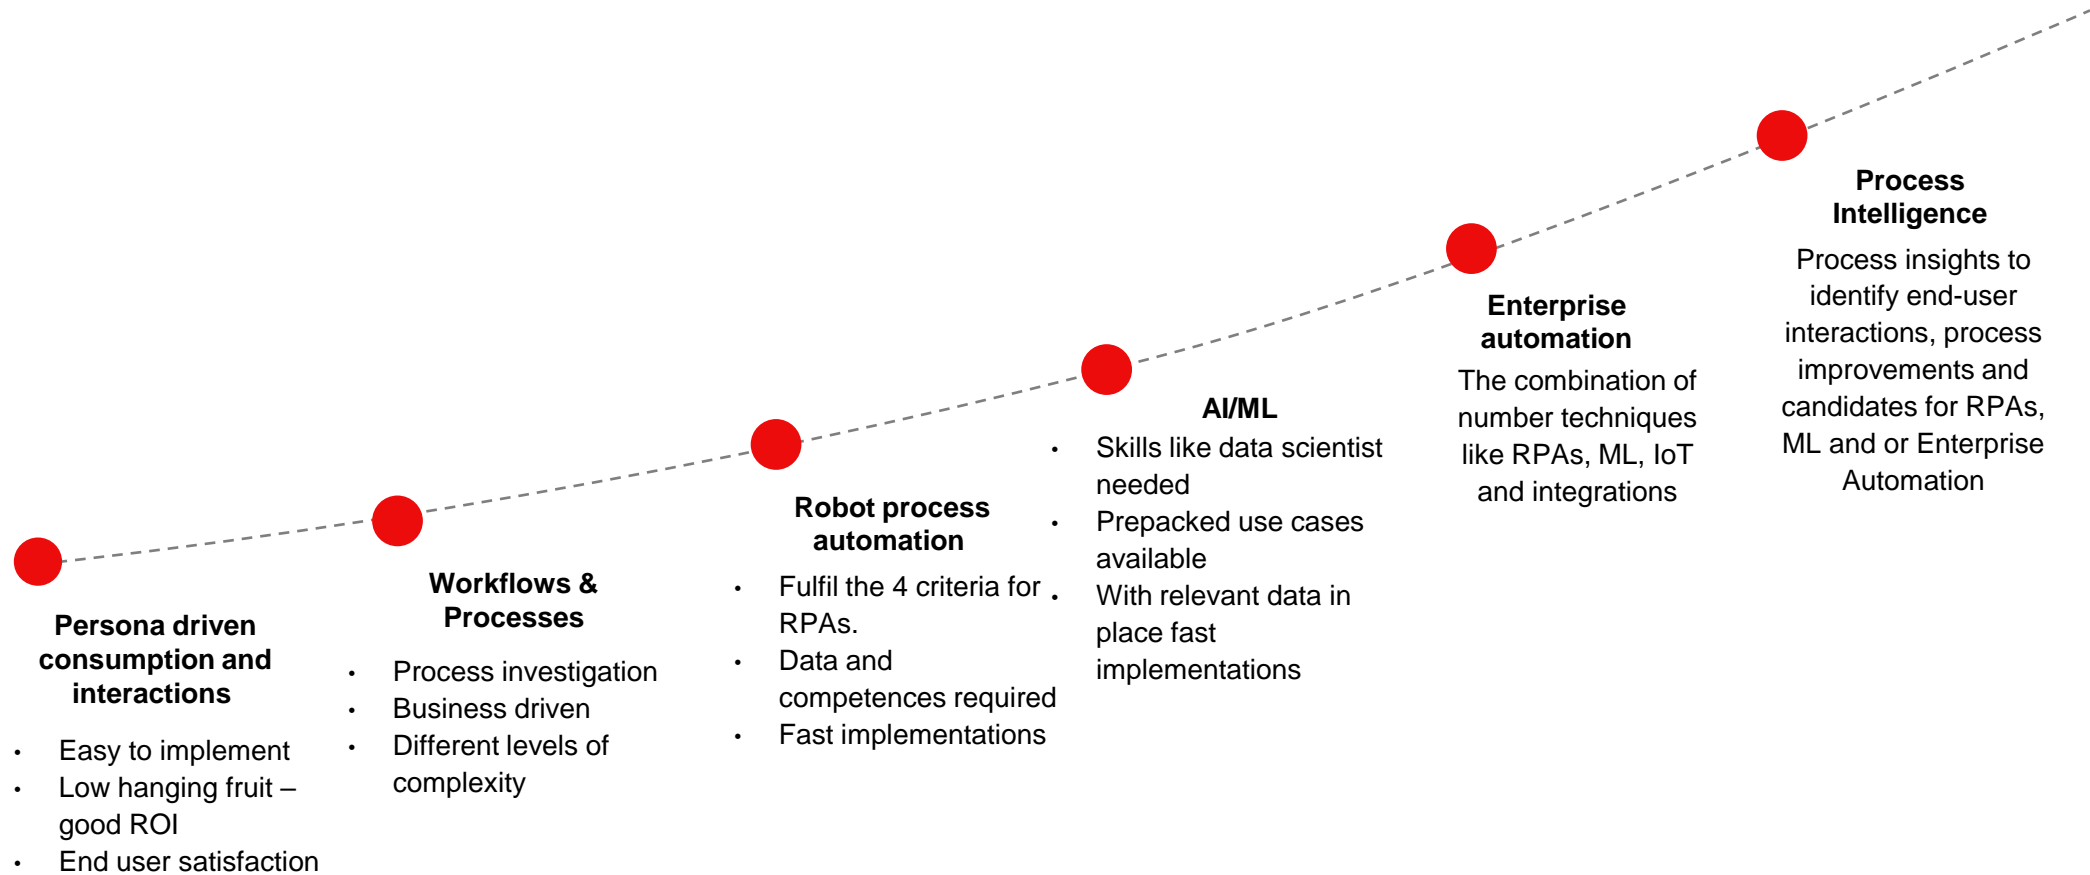 Persona driven
consumption and
interactions
• Easy to implement
• Low hanging fruit –
good ROI
• End user satisfaction
Workflows &
Processes
• Process investigation
• Business driven
• Different levels of
complexity
Robot process
automation
• Fulfil the 4 criteria for
RPAs.
• Data and
competences required
• Fast implementations
AI/ML
• Skills like data scientist
needed
• Prepacked use cases
available
• With relevant data in
place fast
implementations
Enterprise
automation
The combination of
number techniques
like RPAs, ML, IoT
and integrations
Process
Intelligence
Process insights to
identify end-user
interactions, process
improvements and
candidates for RPAs,
ML and or Enterprise
Automation